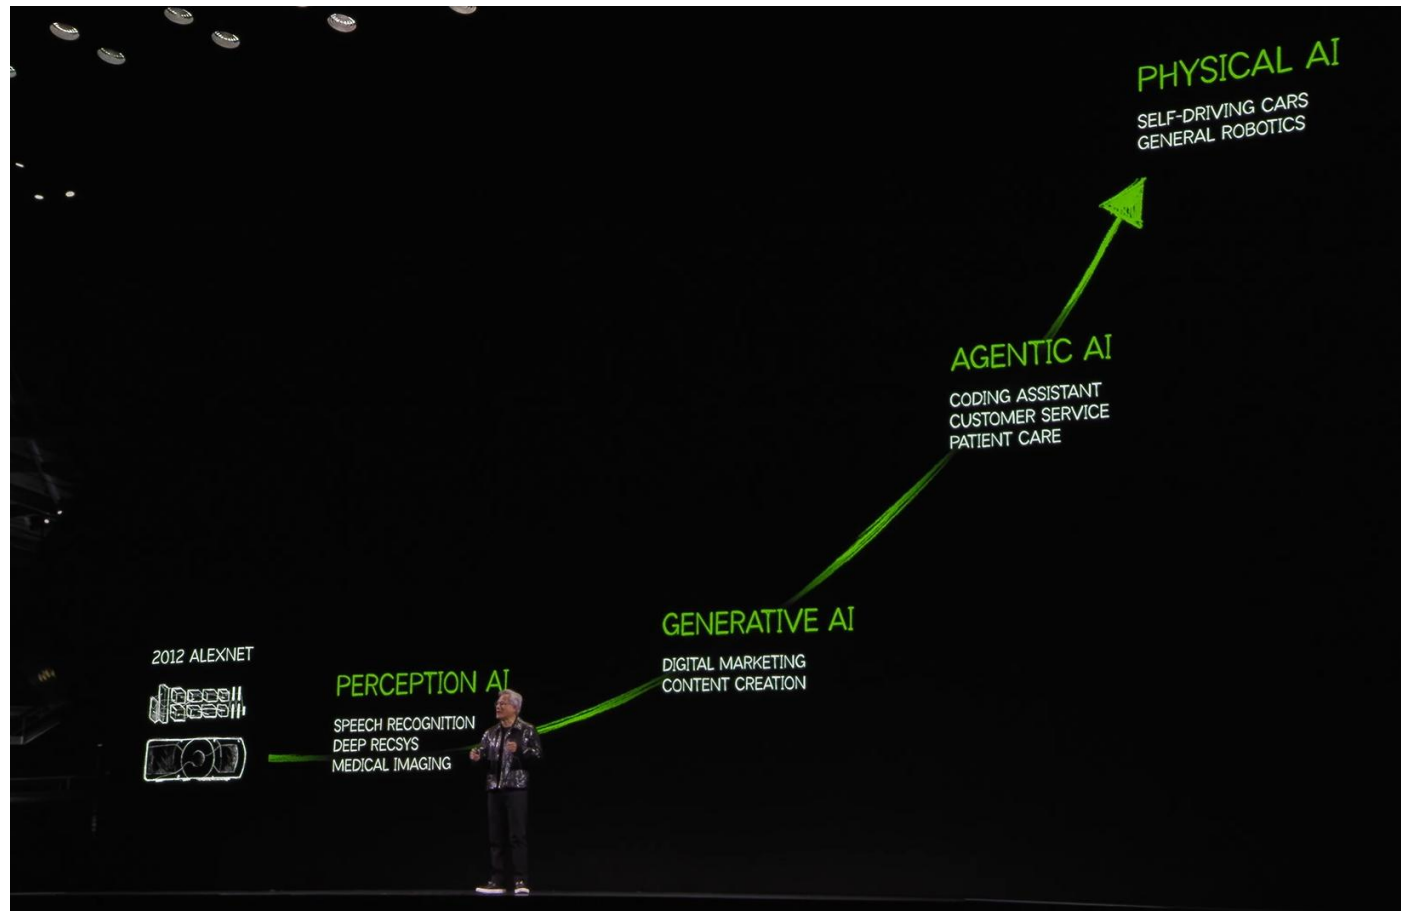 PHYSICAL AI
SELF-DRIVING CARS
GENERAL ROBOTICS
AGENTIC AI
CODING ASSISTANT
CUSTOMER SERVICE
PATIENT CARE
GENERATIVE AI
DIGITAL MARKETING
CONTENT CREATION
2012 ALEXNET
PERCEPTION AI
SPEECH RECOGNITION
DEEP RECSYS
MEDICAL IMAGING